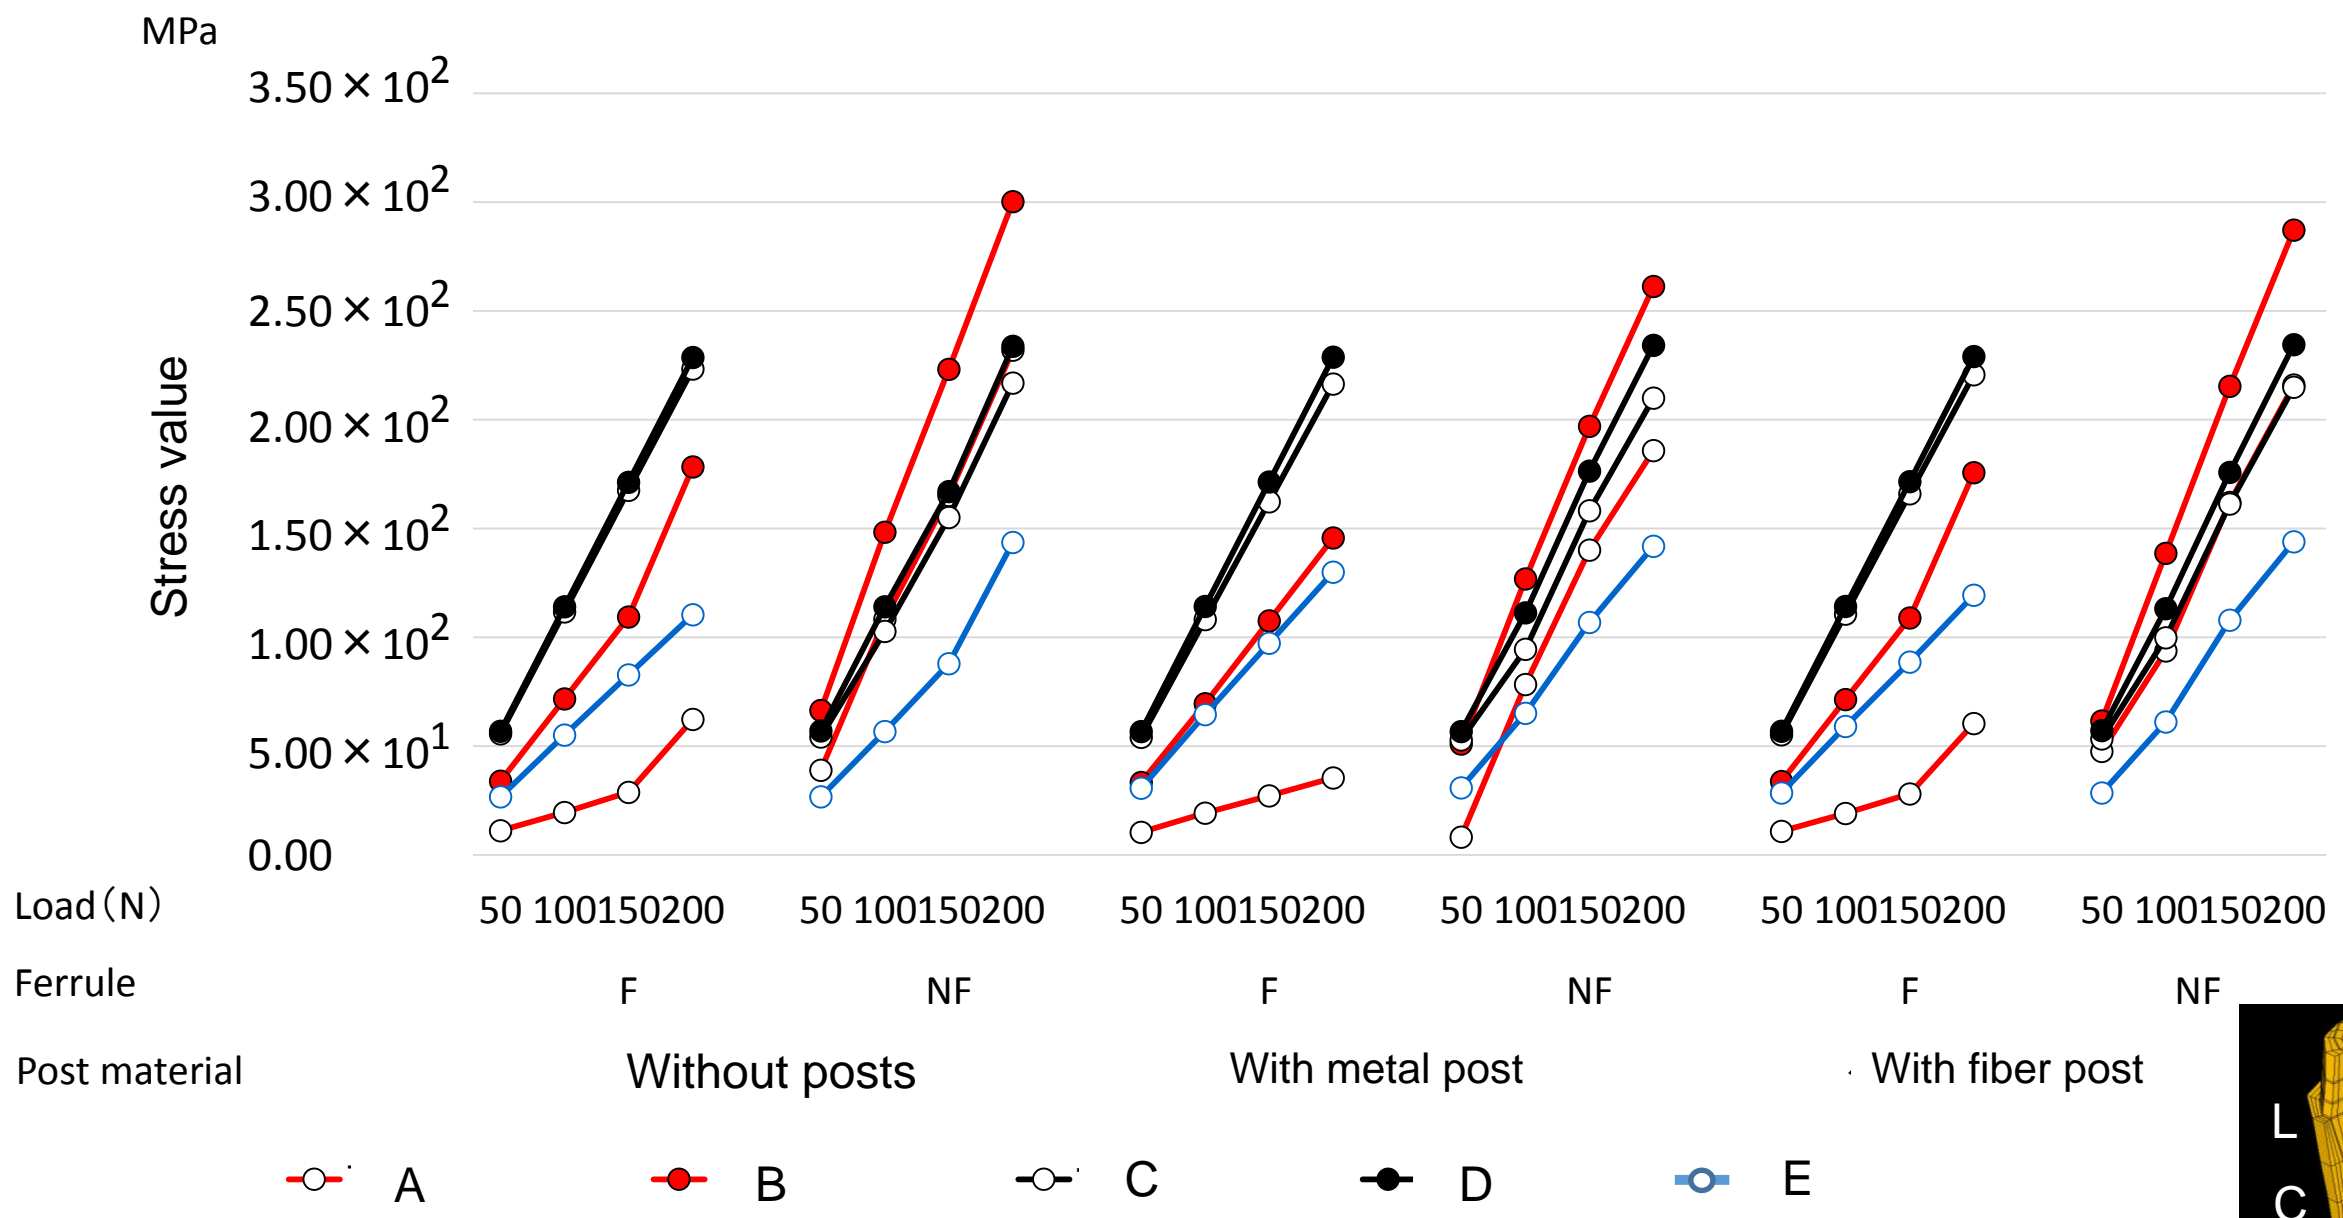 MPa
3.50×10²
3.00×10²
2.50×10²
2.00×10²
1.50×10²
1.00×10²
5.00×10¹
0.00
Stress value
Load(N) 50 100150200 50 100150200 50 100150200 50 100150200 50 100150200 50 100150200
Ferrule F NF F NF F NF
Post material Without posts With metal post With fiber post
L
A B C D E
C